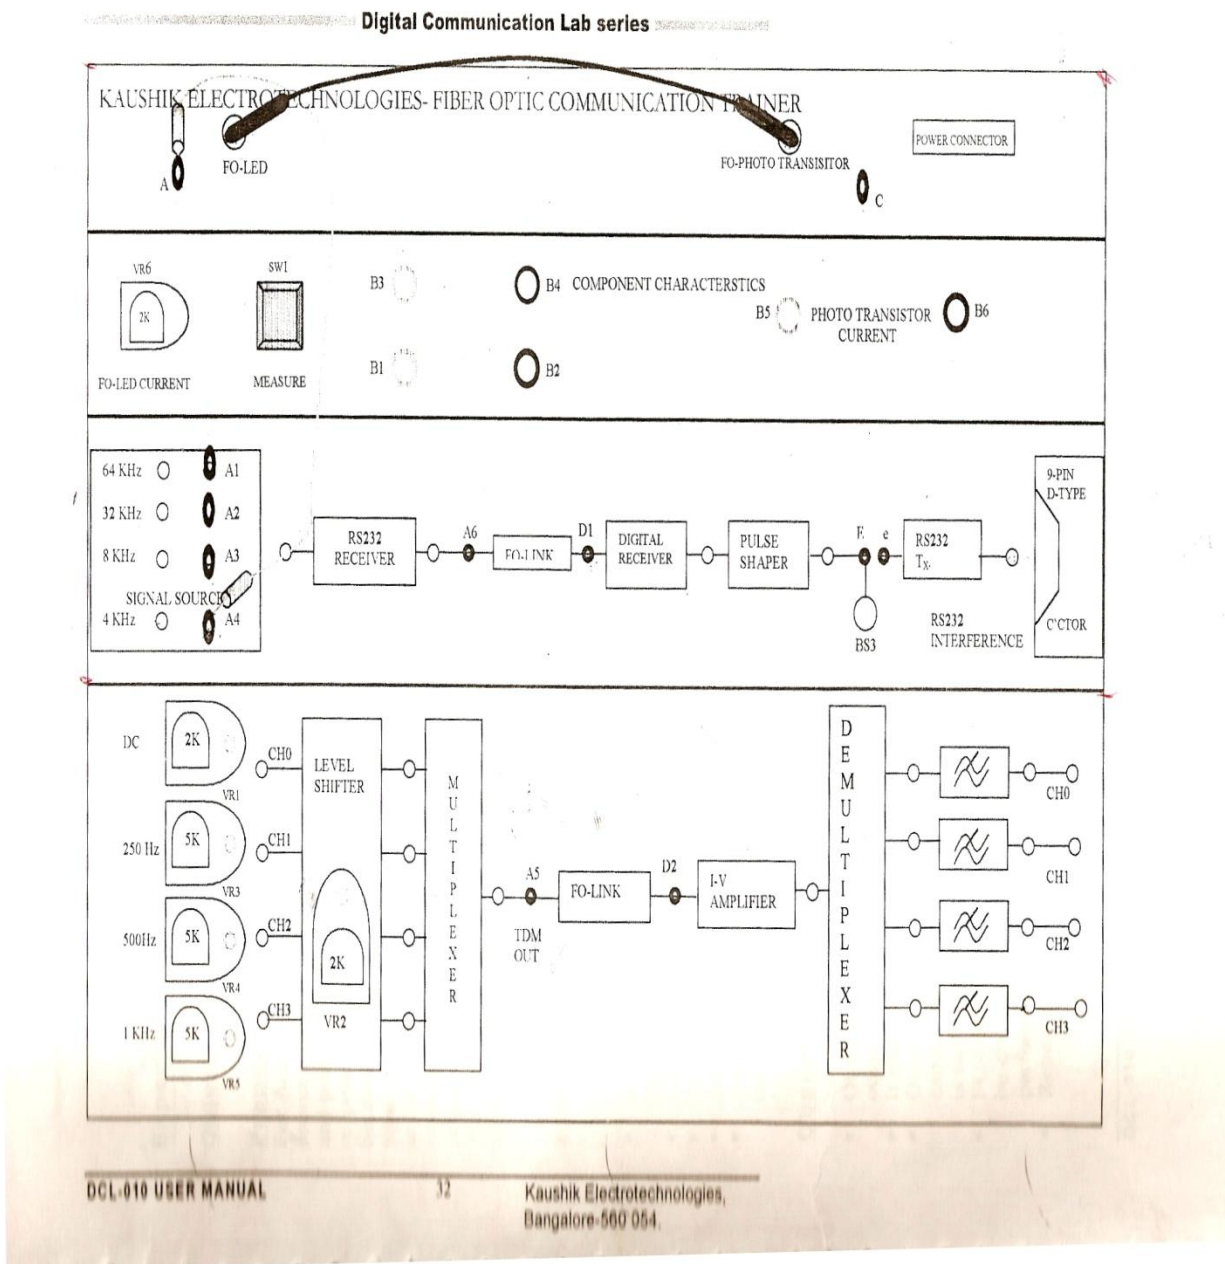 Digital Communication Lab series
KAUSHIK ELECTROTECHNOLOGIES- FIBER OPTIC COMMUNICATION TRAINER
FO-LED
FO-PHOTO TRANSISITOR
POWER CONNECTOR
A
C
VR6
SW1
2K
B3
B4
COMPONENT CHARACTERSTICS
B5
PHOTO TRANSISTOR
CURRENT
B6
B1
B2
FO-LED CURRENT
MEASURE
64 KHz
A1
32 KHz
A2
8 KHz
A3
SIGNAL SOURCE
4 KHz
A4
RS232
RECEIVER
A6
FO-LINK
D1
DIGITAL
RECEIVER
PULSE
SHAPER
E
e
BS3
RS232
Tx.
RS232
INTERFERENCE
9-PIN
D-TYPE
C'CTOR
DC
2K
VR1
250 Hz
5K
VR3
500Hz
5K
VR4
1 KHz
5K
VR5
CH0
CH1
CH2
CH3
LEVEL
SHIFTER
2K
VR2
MULTIPLEXER
A5
TDM
OUT
FO-LINK
D2
I-V
AMPLIFIER
DEMULTIPLEXER
CH0
CH1
CH2
CH3
DCL-010 USER MANUAL
32
Kaushik Electrotechnologies,
Bangalore-560 054.